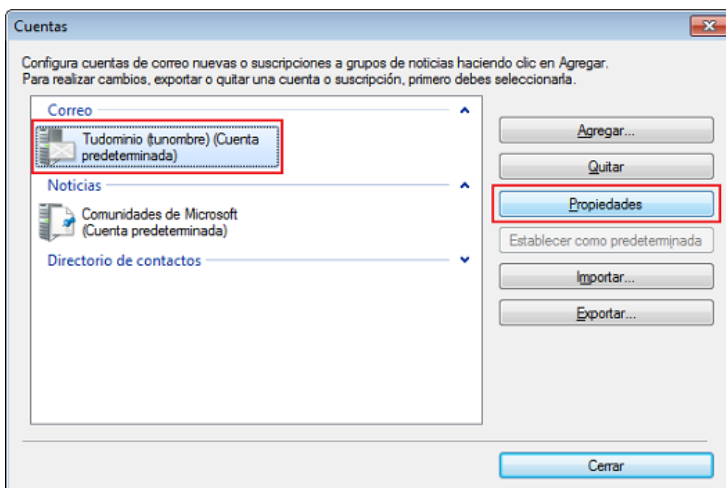 Cuentas
Configura cuentas de correo nuevas o suscripciones a grupos de noticias haciendo clic en Agregar.
Para realizar cambios, exportar o quitar una cuenta o suscripción, primero debes seleccionarla.
Correo
Tudominio (tunombre) (Cuenta
predeterminada)
Noticias
Comunidades de Microsoft
(Cuenta predeterminada)
Directorio de contactos
Agregar...
Quitar
Propiedades
Establecer como predeterminada
Importar...
Exportar...
Cerrar